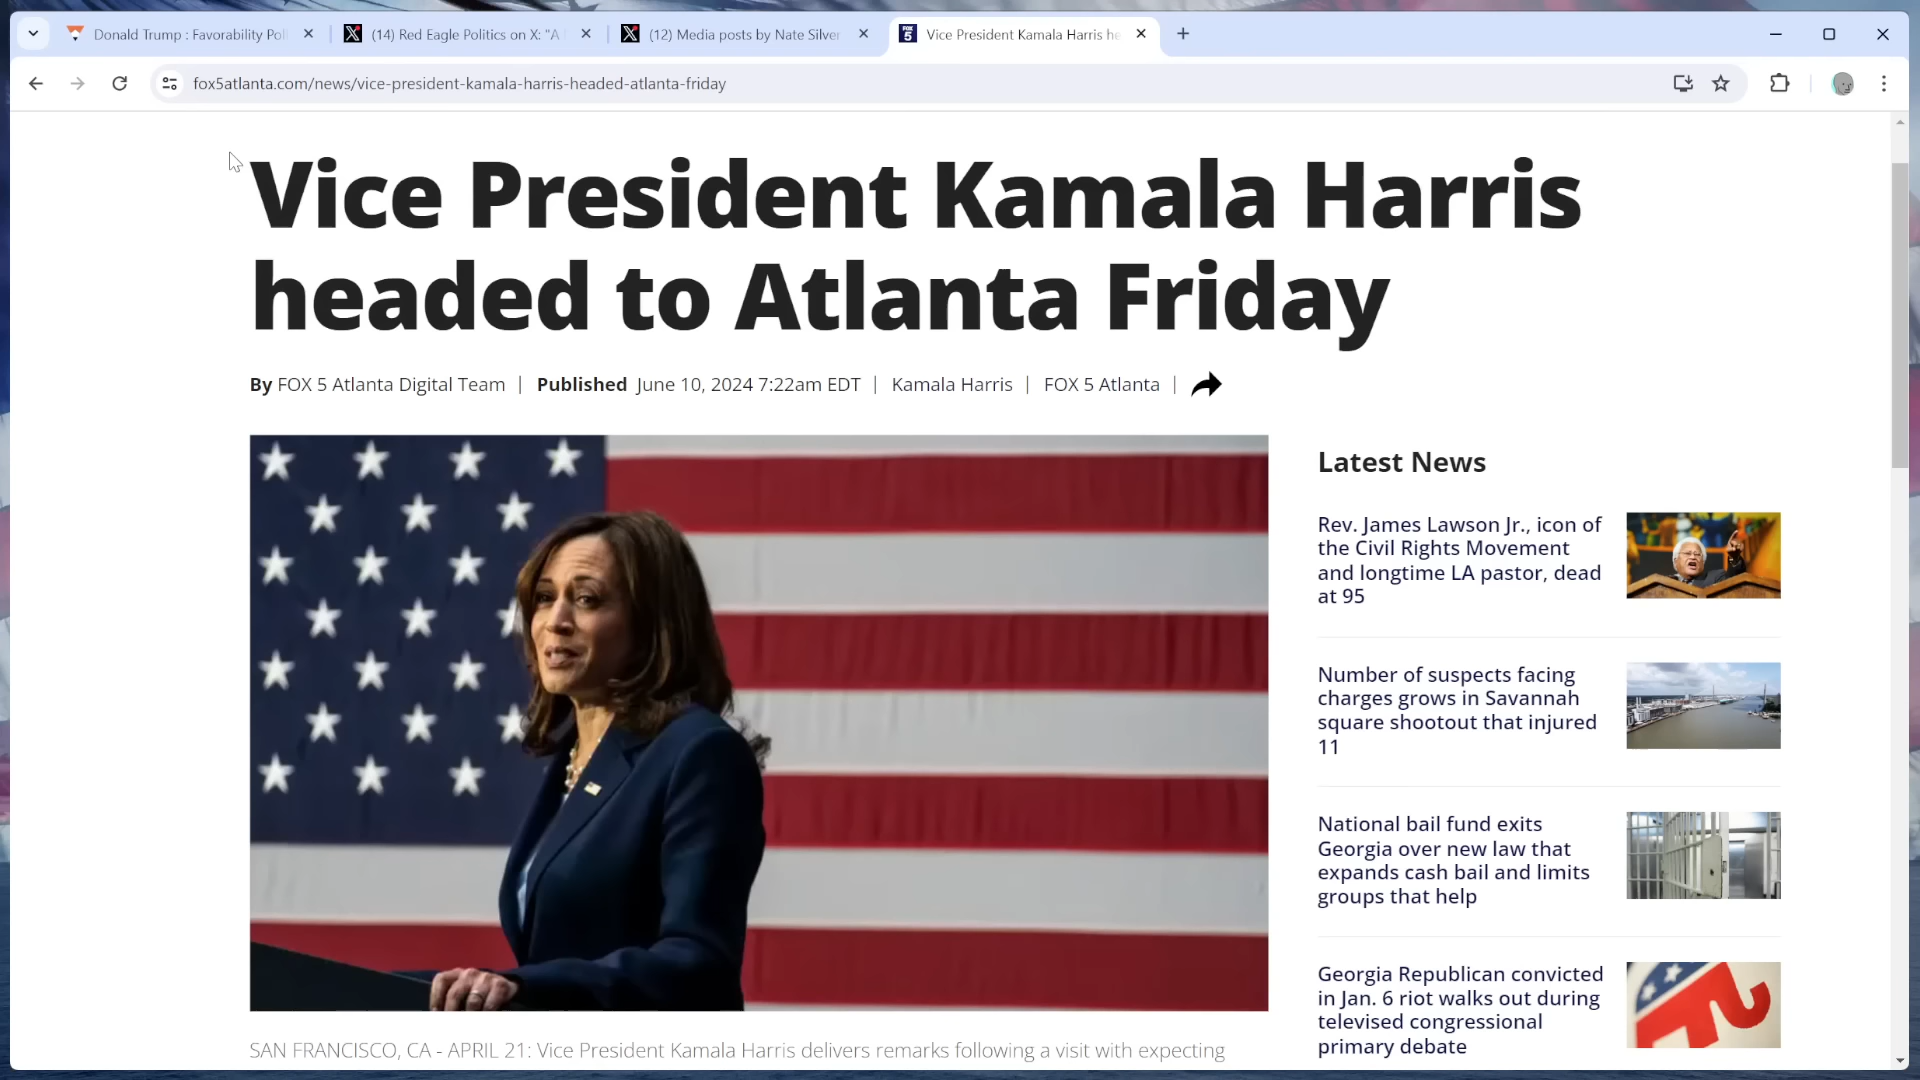 Donald Trump : Favorability Pol
(14) Red Eagle Politics on X: "A
(12) Media posts by Nate Silver
Vice President Kamala Harris he
fox5atlanta.com/news/vice-president-kamala-harris-headed-atlanta-friday
Vice President Kamala Harris
headed to Atlanta Friday
By FOX 5 Atlanta Digital Team | Published June 10, 2024 7:22am EDT | Kamala Harris | FOX 5 Atlanta |
Latest News
Rev. James Lawson Jr., icon of
the Civil Rights Movement
and longtime LA pastor, dead
at 95
Number of suspects facing
charges grows in Savannah
square shootout that injured
11
National bail fund exits
Georgia over new law that
expands cash bail and limits
groups that help
Georgia Republican convicted
in Jan. 6 riot walks out during
televised congressional
primary debate
SAN FRANCISCO, CA - APRIL 21: Vice President Kamala Harris delivers remarks following a visit with expecting